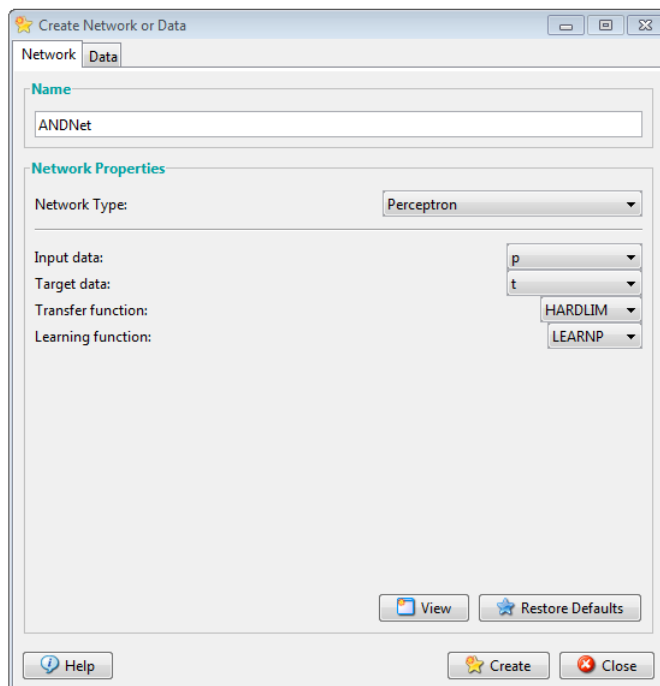 Create Network or Data
Network Data
Name
ANDNet
Network Properties
Network Type: Perceptron
Input data: p
Target data: t
Transfer function: HARDLIM
Learning function: LEARNP
View Restore Defaults
Help Create Close